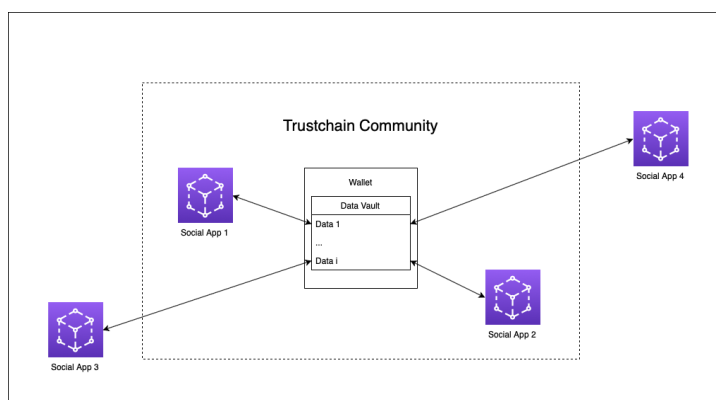 Trustchain Community
Social App 4
Wallet
Data Vault
Data 1
...
Data i
Social App 1
Social App 2
Social App 3